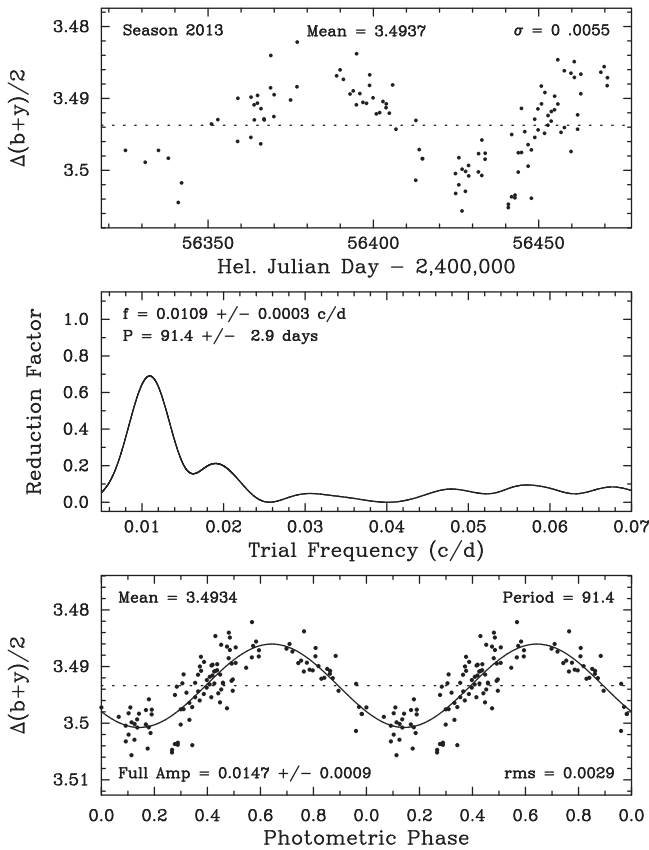 Season 2013 Mean = 3.4937 σ = 0 .0055
3.48
3.49
3.5
Δ(b+y)/2
56350 56400 56450
Hel. Julian Day − 2,400,000
f = 0.0109 +/− 0.0003 c/d
P = 91.4 +/− 2.9 days
1.0
0.8
0.6
0.4
0.2
0.0
Reduction Factor
0.01 0.02 0.03 0.04 0.05 0.06 0.07
Trial Frequency (c/d)
Mean = 3.4934 Period = 91.4
3.48
3.49
3.5
3.51
Δ(b+y)/2
Full Amp = 0.0147 +/− 0.0009 rms = 0.0029
0.0 0.2 0.4 0.6 0.8 0.0 0.2 0.4 0.6 0.8 0.0
Photometric Phase